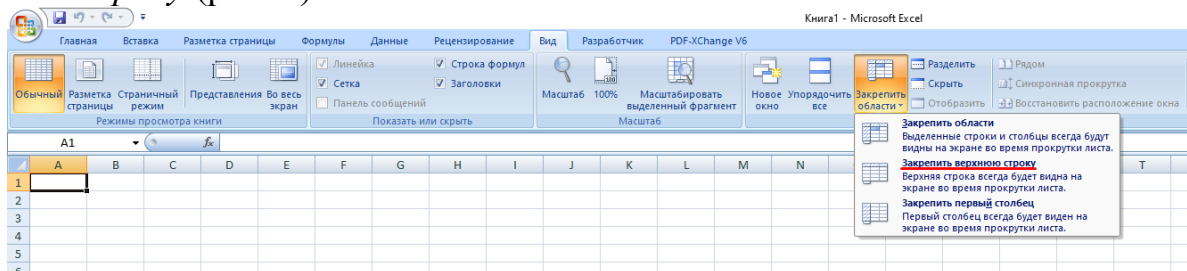 Книга1 - Microsoft Excel
Главная Вставка Разметка страницы Формулы Данные Рецензирование Вид Разработчик PDF-XChange V6
Обычный Разметка страницы Страничный режим Представления Во весь экран
Режимы просмотра книги
Линейка Строка формул
Сетка Заголовки
Панель сообщений
Показать или скрыть
Масштаб 100% Масштабировать выделенный фрагмент
Масштаб
Новое окно Упорядочить все Закрепить области
Разделить Рядом
Скрыть Синхронная прокрутка
Отобразить Восстановить расположение окна
Закрепить области
Выделенные строки и столбцы всегда будут
видны на экране во время прокрутки листа.
Закрепить верхнюю строку
Верхняя строка всегда будет видна на
экране во время прокрутки листа.
Закрепить первый столбец
Первый столбец всегда будет виден на
экране во время прокрутки листа.
A1 fx
A B C D E F G H I J K L M N T
1
2
3
4
5